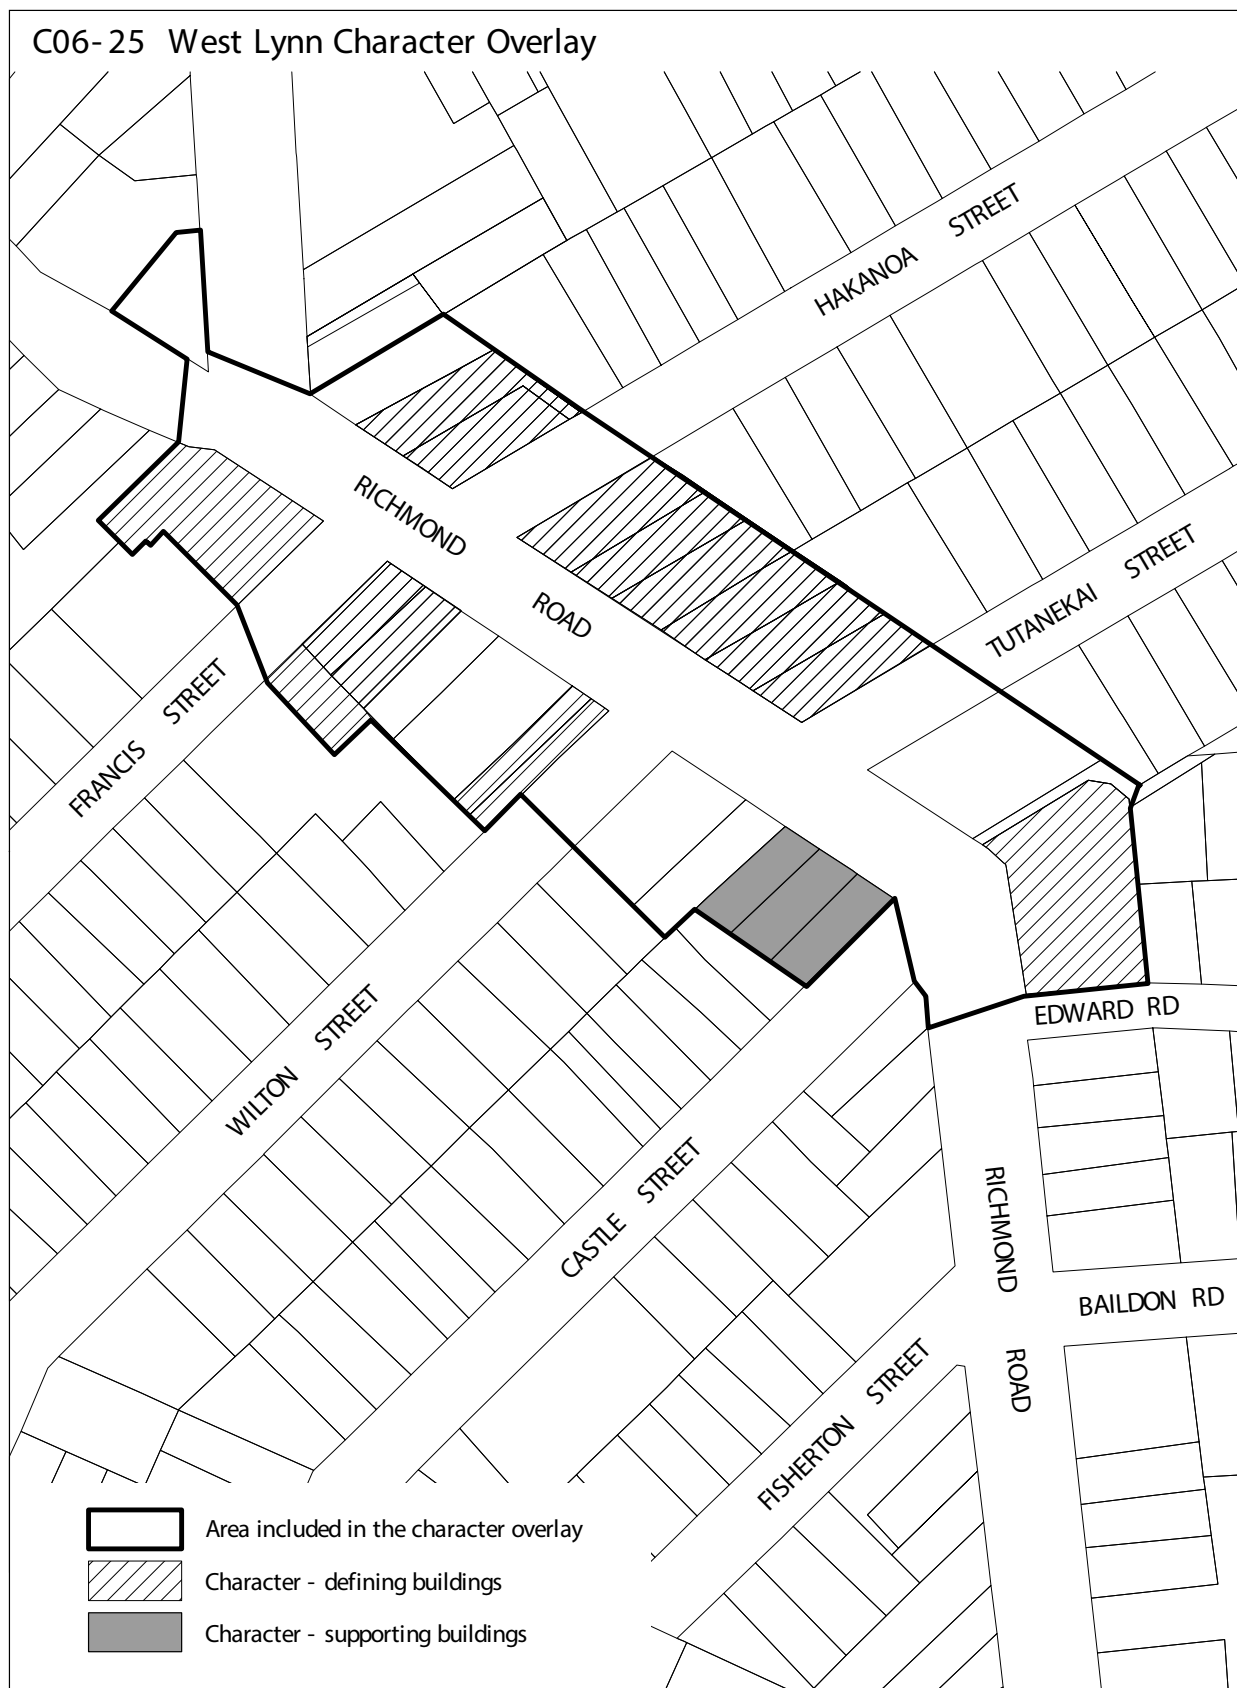 C06-25 West Lynn Character Overlay
HAKANOA STREET
RICHMOND ROAD
TUTANEKAI STREET
FRANCIS STREET
EDWARD RD
WILTON STREET
CASTLE STREET
RICHMOND ROAD
BAILDON RD
FISHERTON STREET
Area included in the character overlay
Character - defining buildings
Character - supporting buildings